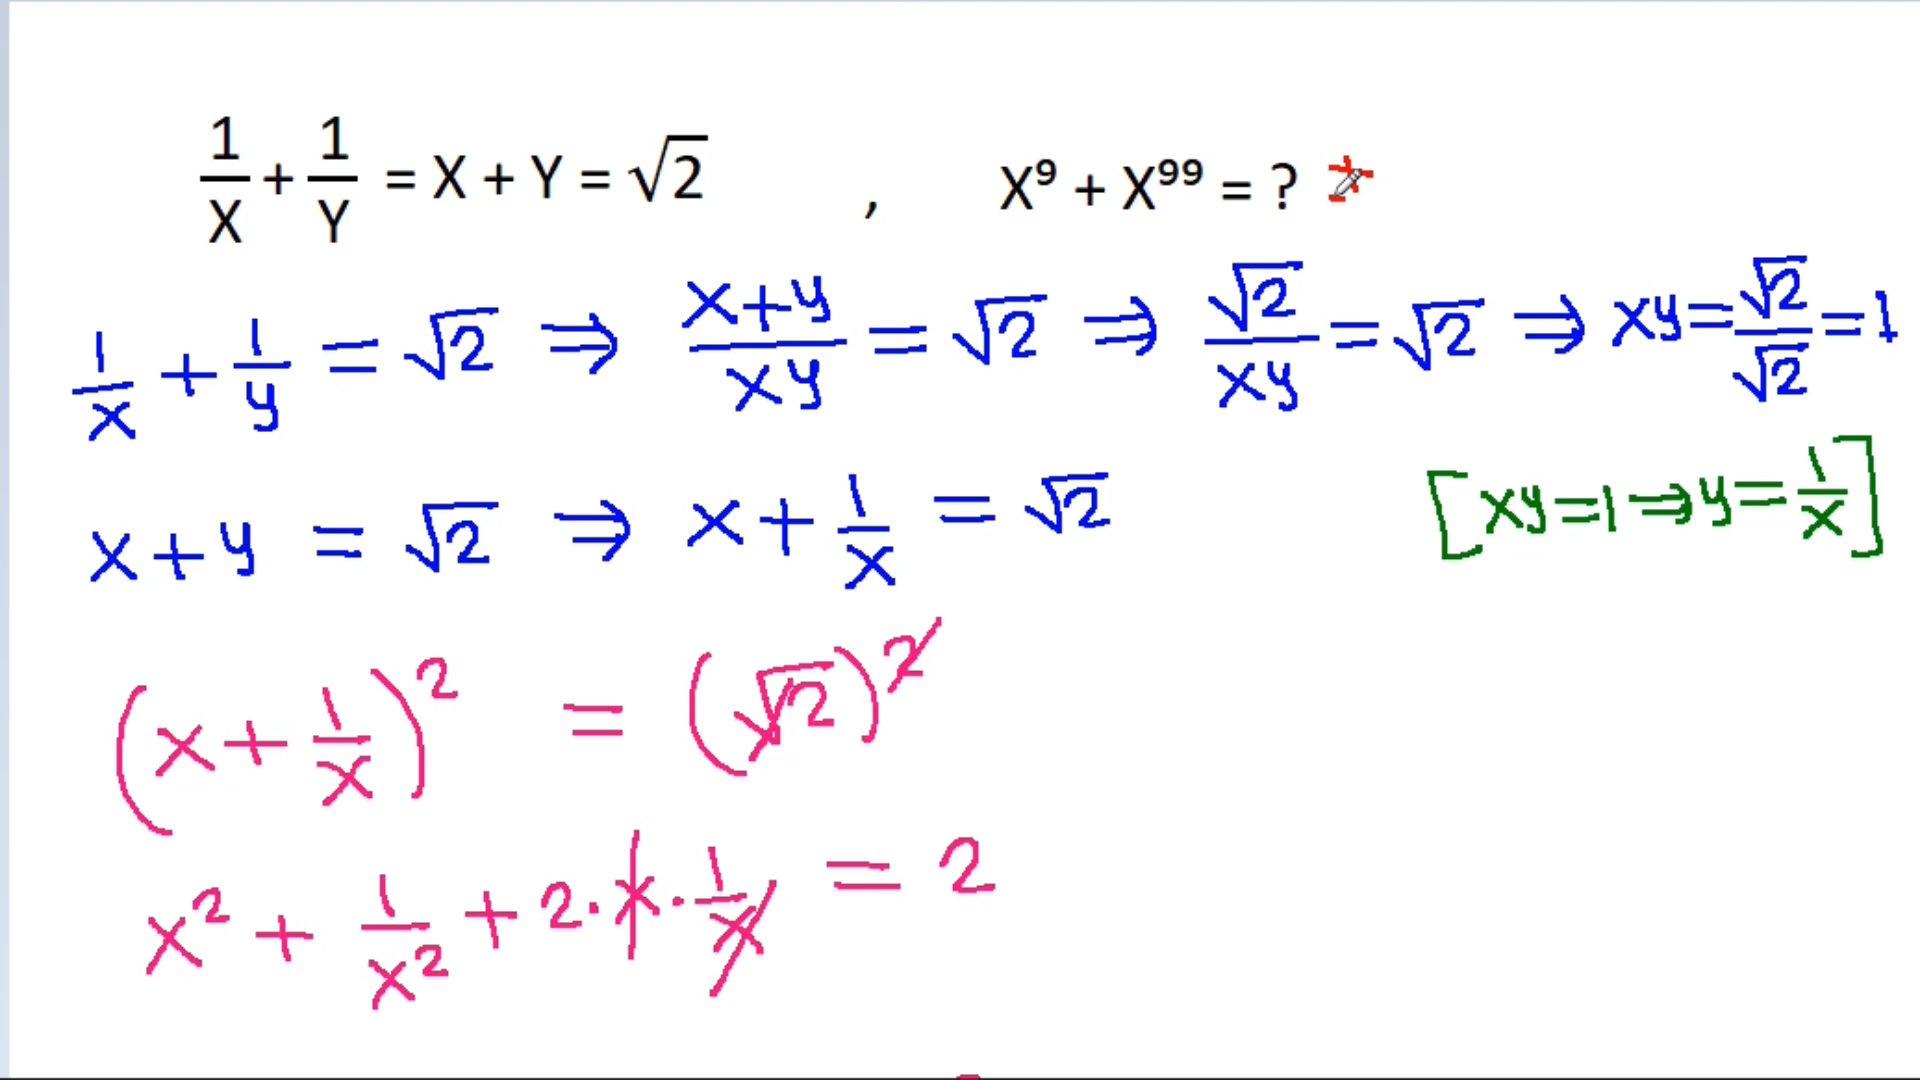 1/X + 1/Y = X + Y = √2 , X⁹ + X⁹⁹ = ?
1/x + 1/y = √2 ⇒ x+y/xy = √2 ⇒ √2/xy = √2 ⇒ xy = √2/√2 = 1
x + y = √2 ⇒ x + 1/x = √2 [xy = 1 ⇒ y = 1/x]
(x + 1/x)² = (√2)²
x² + 1/x² + 2 · x · 1/x = 2